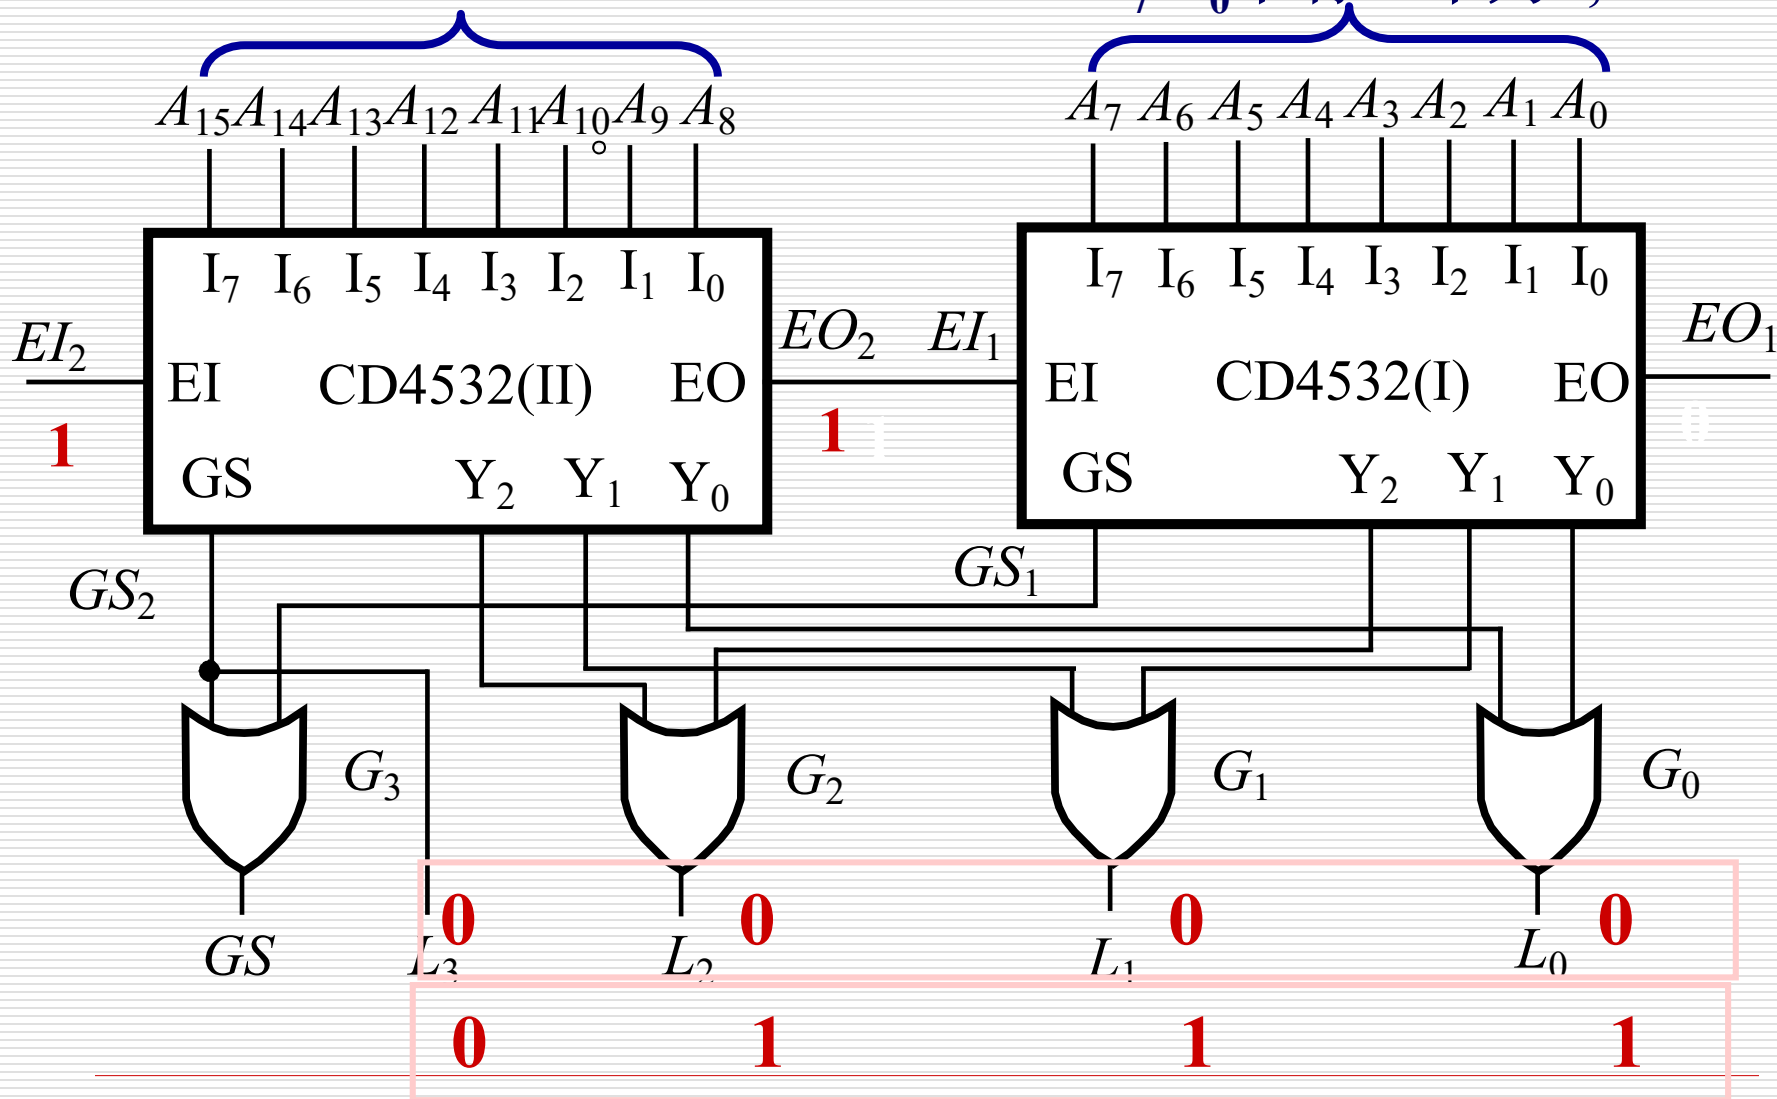 A₁₅ A₁₄ A₁₃ A₁₂ A₁₁ A₁₀ A₉ A₈
A₇ A₆ A₅ A₄ A₃ A₂ A₁ A₀
I₇ I₆ I₅ I₄ I₃ I₂ I₁ I₀
I₇ I₆ I₅ I₄ I₃ I₂ I₁ I₀
EI₂
EO₂
EI₁
EO₁
EI CD4532(II) EO
EI CD4532(I) EO
1
1
GS Y₂ Y₁ Y₀
GS Y₂ Y₁ Y₀
GS₂
GS₁
G₃
G₂
G₁
G₀
0 0 0 0
GS L₃ L₂ L₁ L₀
0 1 1 1